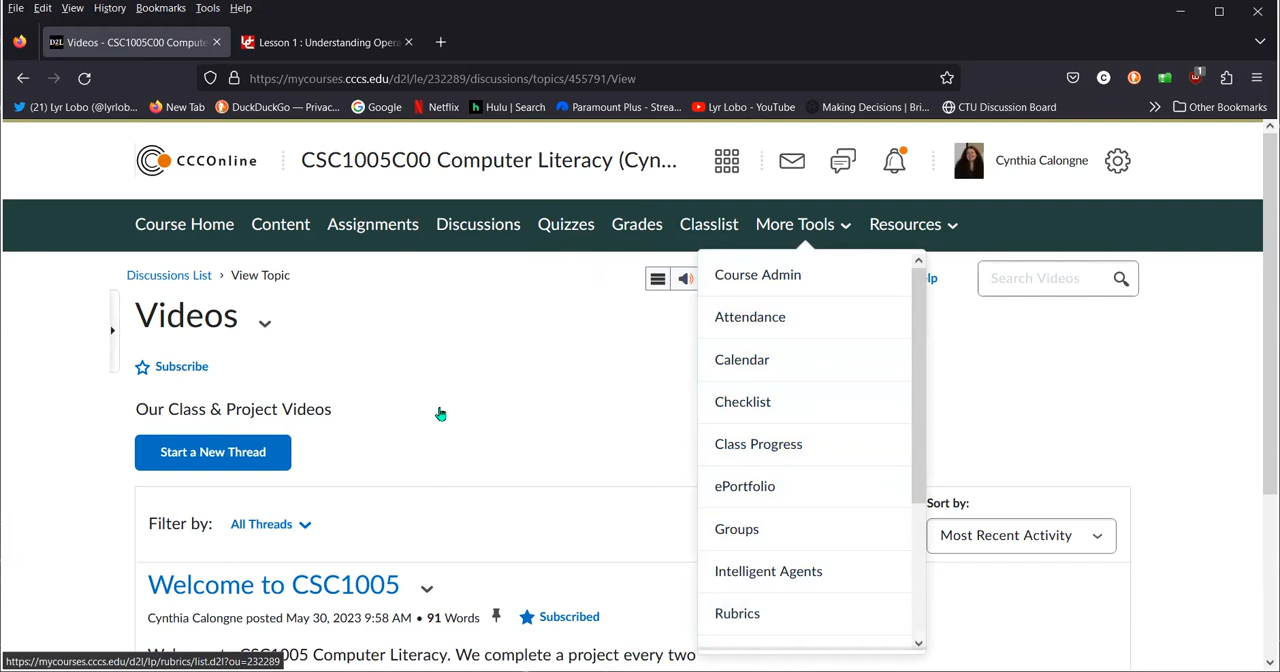 File Edit View History Bookmarks Tools Help
D2L Videos - CSC1005C00 Compute Lesson 1 : Understanding Oper
https://mycourses.cccs.edu/d2l/le/232289/discussions/topics/455791/View
1
(21) Lyr Lobo (@lyrlob... New Tab DuckDuckGo — Privac... Google Netflix Hulu | Search Paramount Plus - Strea... Lyr Lobo - YouTube Making Decisions | Bri... CTU Discussion Board Other Bookmarks
CCCOnline CSC1005C00 Computer Literacy (Cyn... Cynthia Calongne
Course Home Content Assignments Discussions Quizzes Grades Classlist More Tools Resources
Discussions List › View Topic
lp
Search Videos
Videos
Subscribe
Our Class & Project Videos
Start a New Thread
Course Admin
Attendance
Calendar
Checklist
Class Progress
ePortfolio
Groups
Intelligent Agents
Rubrics
Filter by: All Threads
Sort by:
Most Recent Activity
Welcome to CSC1005
Cynthia Calongne posted May 30, 2023 9:58 AM • 91 Words Subscribed
Welcome to CSC1005 Computer Literacy. We complete a project every two
https://mycourses.cccs.edu/d2l/lp/rubrics/list.d2l?ou=232289